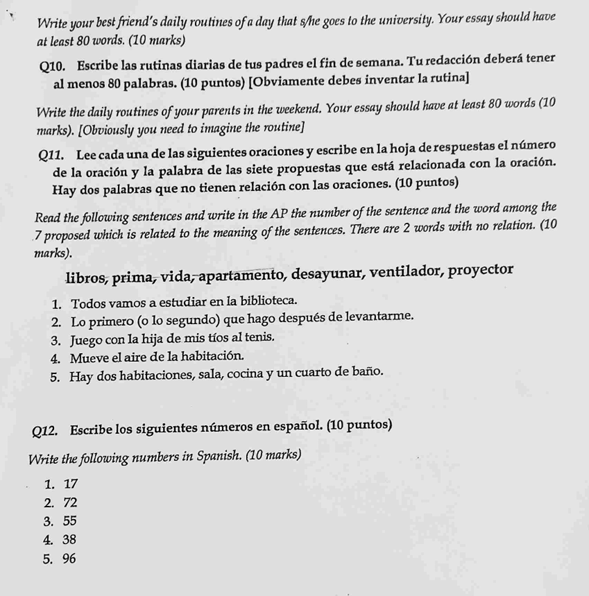 Write your best friend's daily routines of a day that s/he goes to the university. Your essay should have
at least 80 words. (10 marks)
Q10. Escribe las rutinas diarias de tus padres el fin de semana. Tu redacción deberá tener
al menos 80 palabras. (10 puntos) [Obviamente debes inventar la rutina]
Write the daily routines of your parents in the weekend. Your essay should have at least 80 words (10
marks). [Obviously you need to imagine the routine]
Q11. Lee cada una de las siguientes oraciones y escribe en la hoja de respuestas el número
de la oración y la palabra de las siete propuestas que está relacionada con la oración.
Hay dos palabras que no tienen relación con las oraciones. (10 puntos)
Read the following sentences and write in the AP the number of the sentence and the word among the
7 proposed which is related to the meaning of the sentences. There are 2 words with no relation. (10
marks).
libros, prima, vida, apartamento, desayunar, ventilador, proyector
1. Todos vamos a estudiar en la biblioteca.
2. Lo primero (o lo segundo) que hago después de levantarme.
3. Juego con la hija de mis tíos al tenis.
4. Mueve el aire de la habitación.
5. Hay dos habitaciones, sala, cocina y un cuarto de baño.
Q12. Escribe los siguientes números en español. (10 puntos)
Write the following numbers in Spanish. (10 marks)
1. 17
2. 72
3. 55
4. 38
5. 96